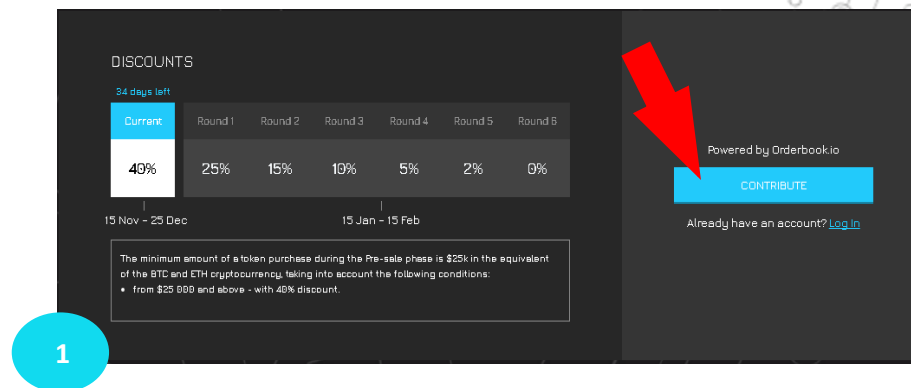 DISCOUNTS
34 days left
Current Round 1 Round 2 Round 3 Round 4 Round 5 Round 6
40% 25% 15% 10% 5% 2% 0%
15 Nov - 25 Dec 15 Jan - 15 Feb
The minimum amount of a token purchase during the Pre-sale phase is $25k in the equivalent
of the BTC and ETH cryptocurrency, taking into account the following conditions:
• from $25 000 and above - with 40% discount.
Powered by Orderbook.io
CONTRIBUTE
Already have an account? Log In
1